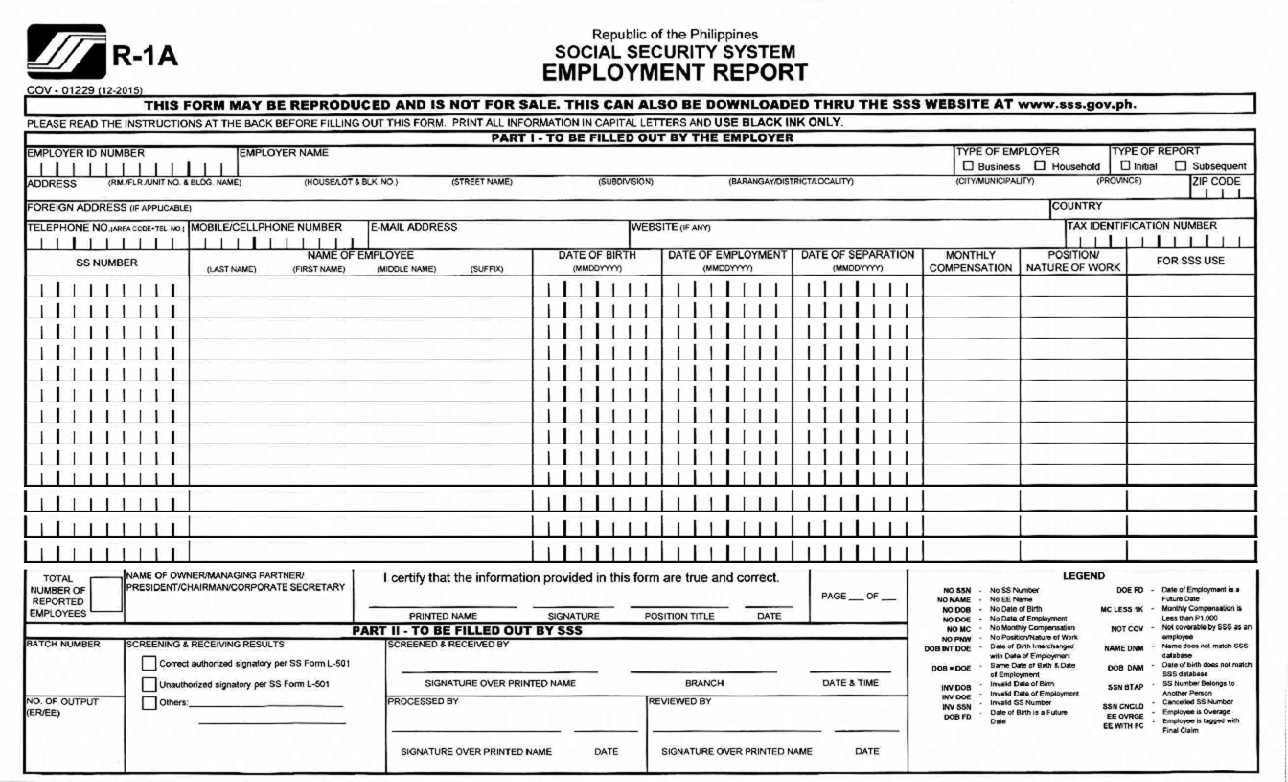 Republic of the Philippines
SOCIAL SECURITY SYSTEM
EMPLOYMENT REPORT
R-1A
COV - 01229 (12-2015)
THIS FORM MAY BE REPRODUCED AND IS NOT FOR SALE. THIS CAN ALSO BE DOWNLOADED THRU THE SSS WEBSITE AT www.sss.gov.ph.
PLEASE READ THE INSTRUCTIONS AT THE BACK BEFORE FILLING OUT THIS FORM. PRINT ALL INFORMATION IN CAPITAL LETTERS AND USE BLACK INK ONLY.
PART I - TO BE FILLED OUT BY THE EMPLOYER
EMPLOYER ID NUMBER EMPLOYER NAME TYPE OF EMPLOYER TYPE OF REPORT
Business Household Initial Subsequent
ADDRESS (RM./FLR./UNIT NO. & BLDG. NAME) (HOUSE/LOT & BLK NO.) (STREET NAME) (SUBDIVISION) (BARANGAY/DISTRICT/LOCALITY) (CITY/MUNICIPALITY) (PROVINCE) ZIP CODE
FOREIGN ADDRESS (IF APPLICABLE) COUNTRY
TELEPHONE NO. (AREA CODE+TEL. NO.) MOBILE/CELLPHONE NUMBER E-MAIL ADDRESS WEBSITE (IF ANY) TAX IDENTIFICATION NUMBER
SS NUMBER NAME OF EMPLOYEE DATE OF BIRTH DATE OF EMPLOYMENT DATE OF SEPARATION MONTHLY COMPENSATION POSITION/ NATURE OF WORK FOR SSS USE
(LAST NAME) (FIRST NAME) (MIDDLE NAME) (SUFFIX) (MMDDYYYY) (MMDDYYYY) (MMDDYYYY)
TOTAL NUMBER OF REPORTED EMPLOYEES
NAME OF OWNER/MANAGING PARTNER/
PRESIDENT/CHAIRMAN/CORPORATE SECRETARY
I certify that the information provided in this form are true and correct.
PRINTED NAME SIGNATURE POSITION TITLE DATE
PAGE ___ OF ___
PART II - TO BE FILLED OUT BY SSS
BATCH NUMBER
NO. OF OUTPUT
(ER/EE)
SCREENING & RECEIVING RESULTS
Correct authorized signatory per SS Form L-501
Unauthorized signatory per SS Form L-501
Others:
SCREENED & RECEIVED BY
SIGNATURE OVER PRINTED NAME BRANCH DATE & TIME
PROCESSED BY
SIGNATURE OVER PRINTED NAME DATE
REVIEWED BY
SIGNATURE OVER PRINTED NAME DATE
LEGEND
NO SSN - No SS Number
NO NAME - No EE Name
NO DOB - No Date of Birth
NO DOE - No Date of Employment
NO MC - No Monthly Compensation
NO PNW - No Position/Nature of Work
DOB INT DOE - Date of Birth Interchanged
with Date of Employment
DOB =DOE - Same Date of Birth & Date
of Employment
INV DOB - Invalid Date of Birth
INV DOE - Invalid Date of Employment
INV SSN - Invalid SS Number
DOB FD - Date of Birth is a Future
Date
DOE FD - Date of Employment is a
Future Date
MC LESS 1K - Monthly Compensation is
Less than P1,000
NOT CCV - Not coverable by SSS as an
employee
NAME DNM - Name does not match SSS
database
DOB DNM - Date of birth does not match
SSS database
SSN BTAP - SS Number Belongs to
Another Person
SSN CNCLD - Cancelled SS Number
EE OVRGE - Employee is Overage
EE WITH FC - Employee is tagged with
Final Claim